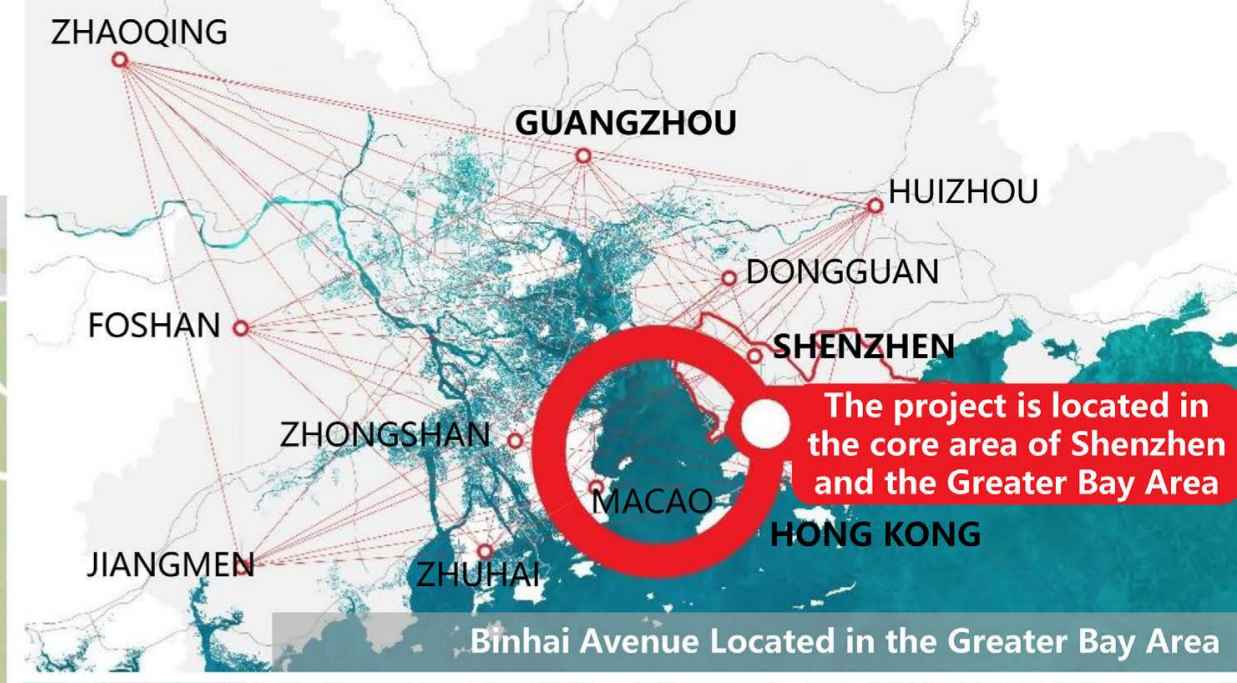 ZHAOQING
GUANGZHOU
HUIZHOU
DONGGUAN
FOSHAN
SHENZHEN
The project is located in
the core area of Shenzhen
and the Greater Bay Area
ZHONGSHAN
MACAO
HONG KONG
JIANGMEN
ZHUHAI
Binhai Avenue Located in the Greater Bay Area